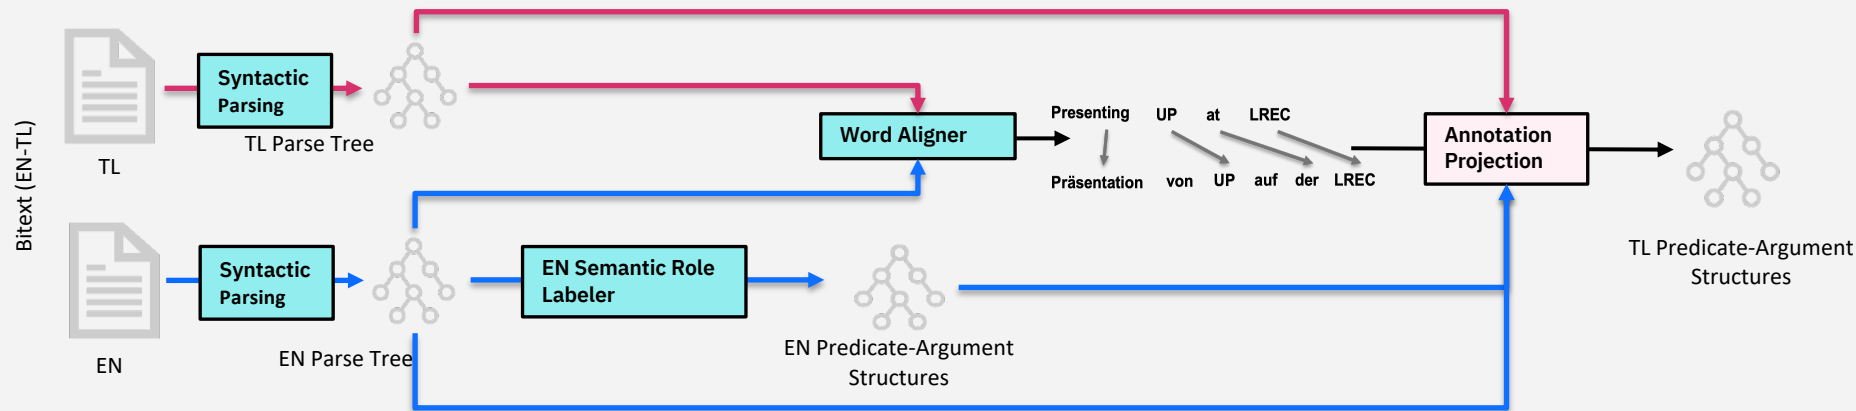 Bitext (EN-TL)
TL
Syntactic
Parsing
TL Parse Tree
Word Aligner
Presenting UP at LREC
Präsentation von UP auf der LREC
Annotation
Projection
TL Predicate-Argument
Structures
EN
Syntactic
Parsing
EN Parse Tree
EN Semantic Role
Labeler
EN Predicate-Argument
Structures